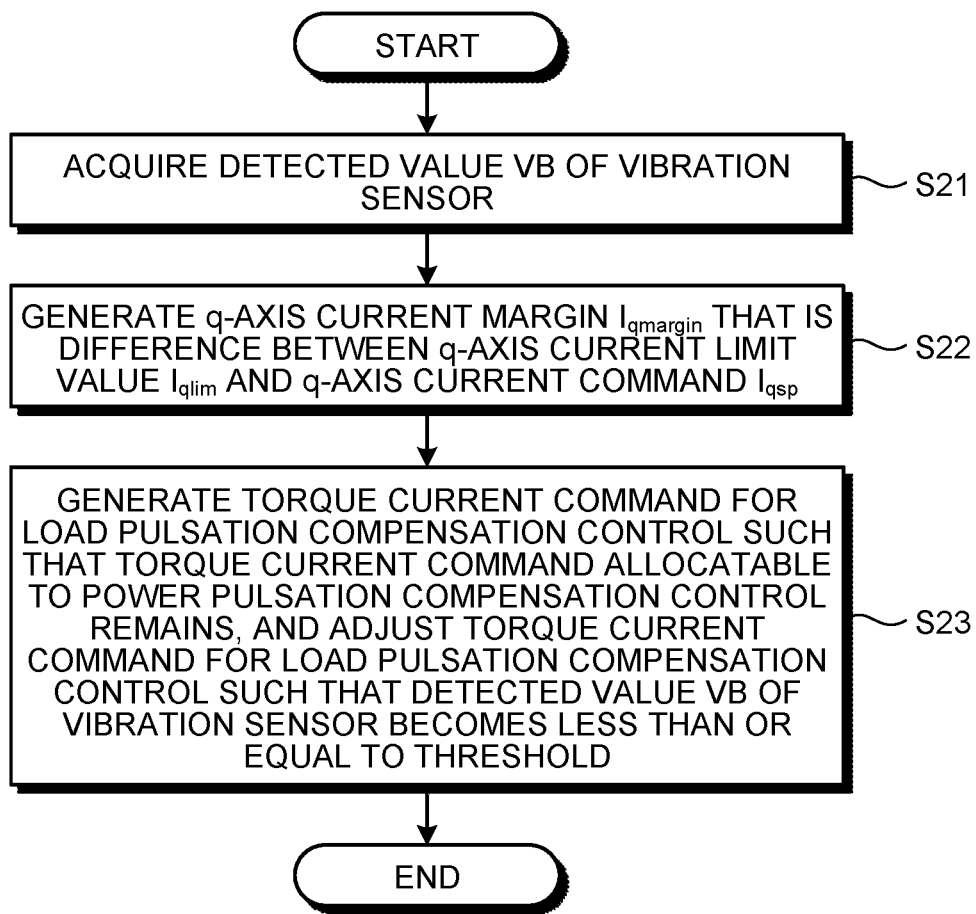 START
ACQUIRE DETECTED VALUE VB OF VIBRATION
SENSOR
S21
GENERATE q-AXIS CURRENT MARGIN Iqmargin THAT IS
DIFFERENCE BETWEEN q-AXIS CURRENT LIMIT
VALUE Iqlim AND q-AXIS CURRENT COMMAND Iqsp
S22
GENERATE TORQUE CURRENT COMMAND FOR
LOAD PULSATION COMPENSATION CONTROL SUCH
THAT TORQUE CURRENT COMMAND ALLOCATABLE
TO POWER PULSATION COMPENSATION CONTROL
REMAINS, AND ADJUST TORQUE CURRENT
COMMAND FOR LOAD PULSATION COMPENSATION
CONTROL SUCH THAT DETECTED VALUE VB OF
VIBRATION SENSOR BECOMES LESS THAN OR
EQUAL TO THRESHOLD
S23
END